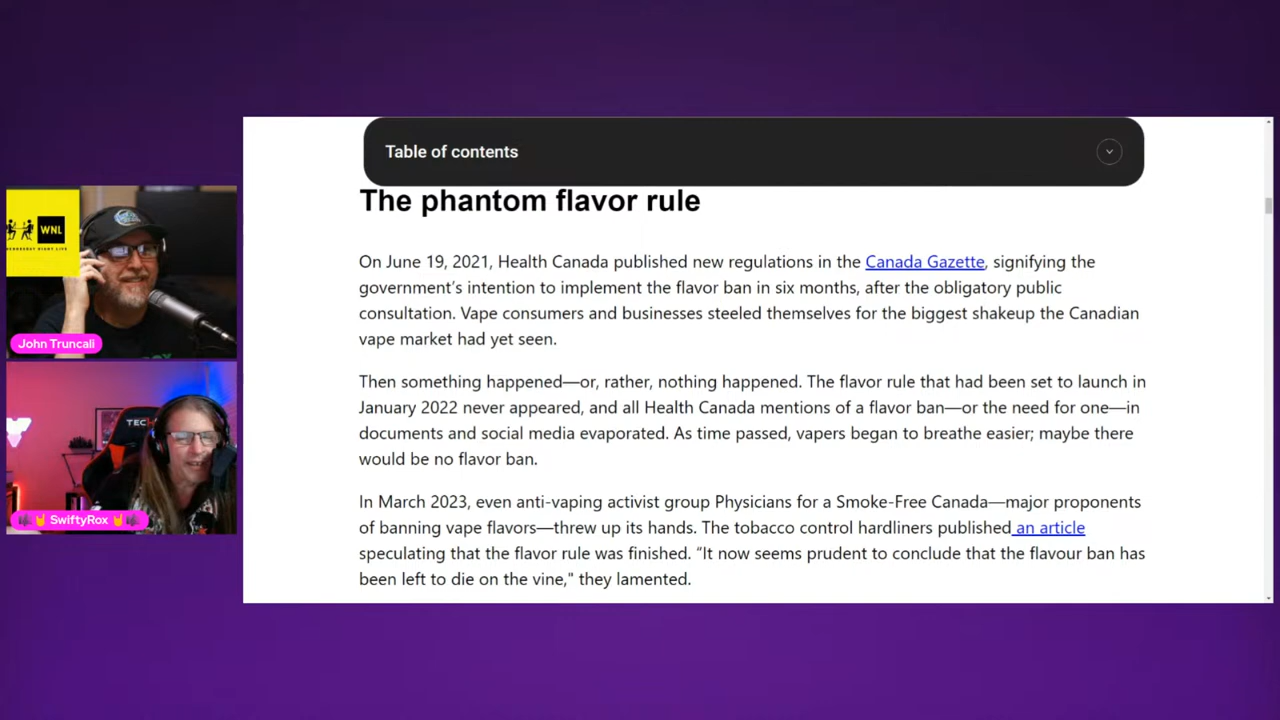 Table of contents
The phantom flavor rule
On June 19, 2021, Health Canada published new regulations in the Canada Gazette, signifying the
government's intention to implement the flavor ban in six months, after the obligatory public
consultation. Vape consumers and businesses steeled themselves for the biggest shakeup the Canadian
vape market had yet seen.
Then something happened—or, rather, nothing happened. The flavor rule that had been set to launch in
January 2022 never appeared, and all Health Canada mentions of a flavor ban—or the need for one—in
documents and social media evaporated. As time passed, vapers began to breathe easier; maybe there
would be no flavor ban.
In March 2023, even anti-vaping activist group Physicians for a Smoke-Free Canada—major proponents
of banning vape flavors—threw up its hands. The tobacco control hardliners published an article
speculating that the flavor rule was finished. “It now seems prudent to conclude that the flavour ban has
been left to die on the vine," they lamented.
WNL
NIGHT LIVE
John Truncali
TECH
🦇🤘 SwiftyRox 🤘🦇